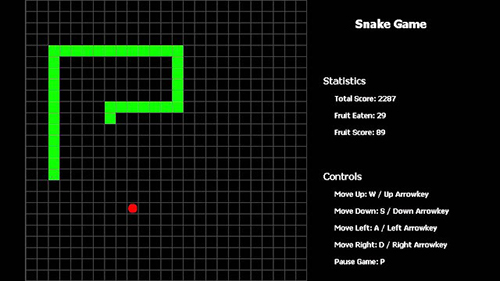 Snake Game
Statistics
Total Score: 2287
Fruit Eaten: 29
Fruit Score: 89
Controls
Move Up: W / Up Arrowkey
Move Down: S / Down Arrowkey
Move Left: A / Left Arrowkey
Move Right: D / Right Arrowkey
Pause Game: P